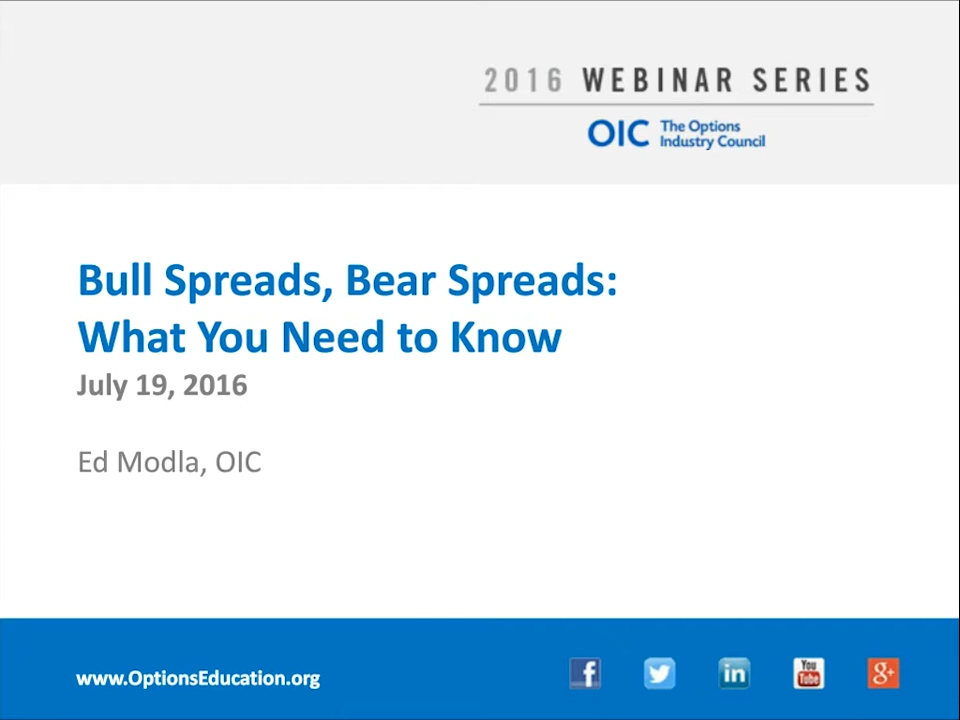 2016 WEBINAR SERIES
OIC The Options
Industry Council
Bull Spreads, Bear Spreads:
What You Need to Know
July 19, 2016
Ed Modla, OIC
www.OptionsEducation.org
f
in
You
Tube
g+